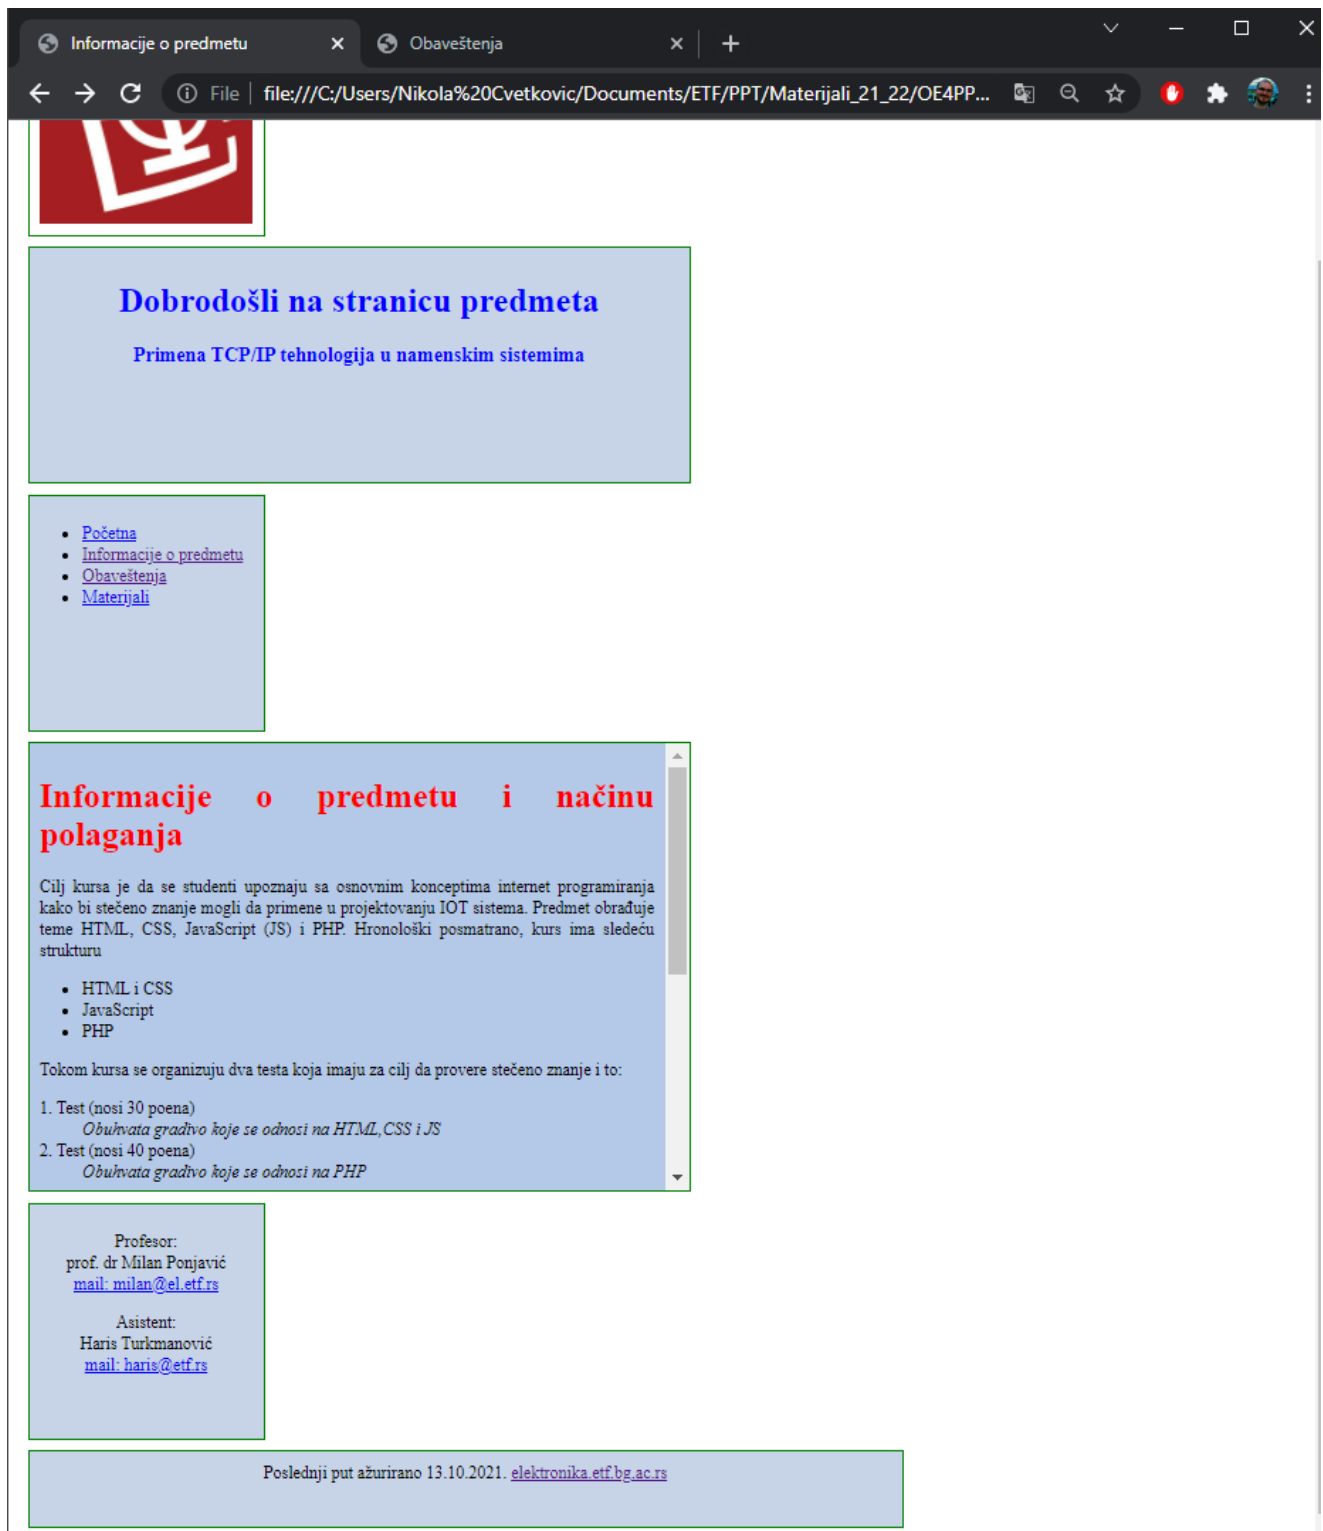 Informacije o predmetu
Obaveštenja
File
file:///C:/Users/Nikola%20Cvetkovic/Documents/ETF/PPT/Materijali_21_22/OE4PP...
Dobrodošli na stranicu predmeta
Primena TCP/IP tehnologija u namenskim sistemima
Početna
Informacije o predmetu
Obaveštenja
Materijali
Informacije o predmetu i načinu
polaganja
Cilj kursa je da se studenti upoznaju sa osnovnim konceptima internet programiranja
kako bi stečeno znanje mogli da primene u projektovanju IOT sistema. Predmet obrađuje
teme HTML, CSS, JavaScript (JS) i PHP. Hronološki posmatrano, kurs ima sledeću
strukturu
HTML i CSS
JavaScript
PHP
Tokom kursa se organizuju dva testa koja imaju za cilj da provere stečeno znanje i to:
1. Test (nosi 30 poena)
Obuhvata gradivo koje se odnosi na HTML,CSS i JS
2. Test (nosi 40 poena)
Obuhvata gradivo koje se odnosi na PHP
Profesor:
prof. dr Milan Ponjavić
mail: milan@el.etf.rs
Asistent:
Haris Turkmanović
mail: haris@etf.rs
Poslednji put ažurirano 13.10.2021. elektronika.etf.bg.ac.rs